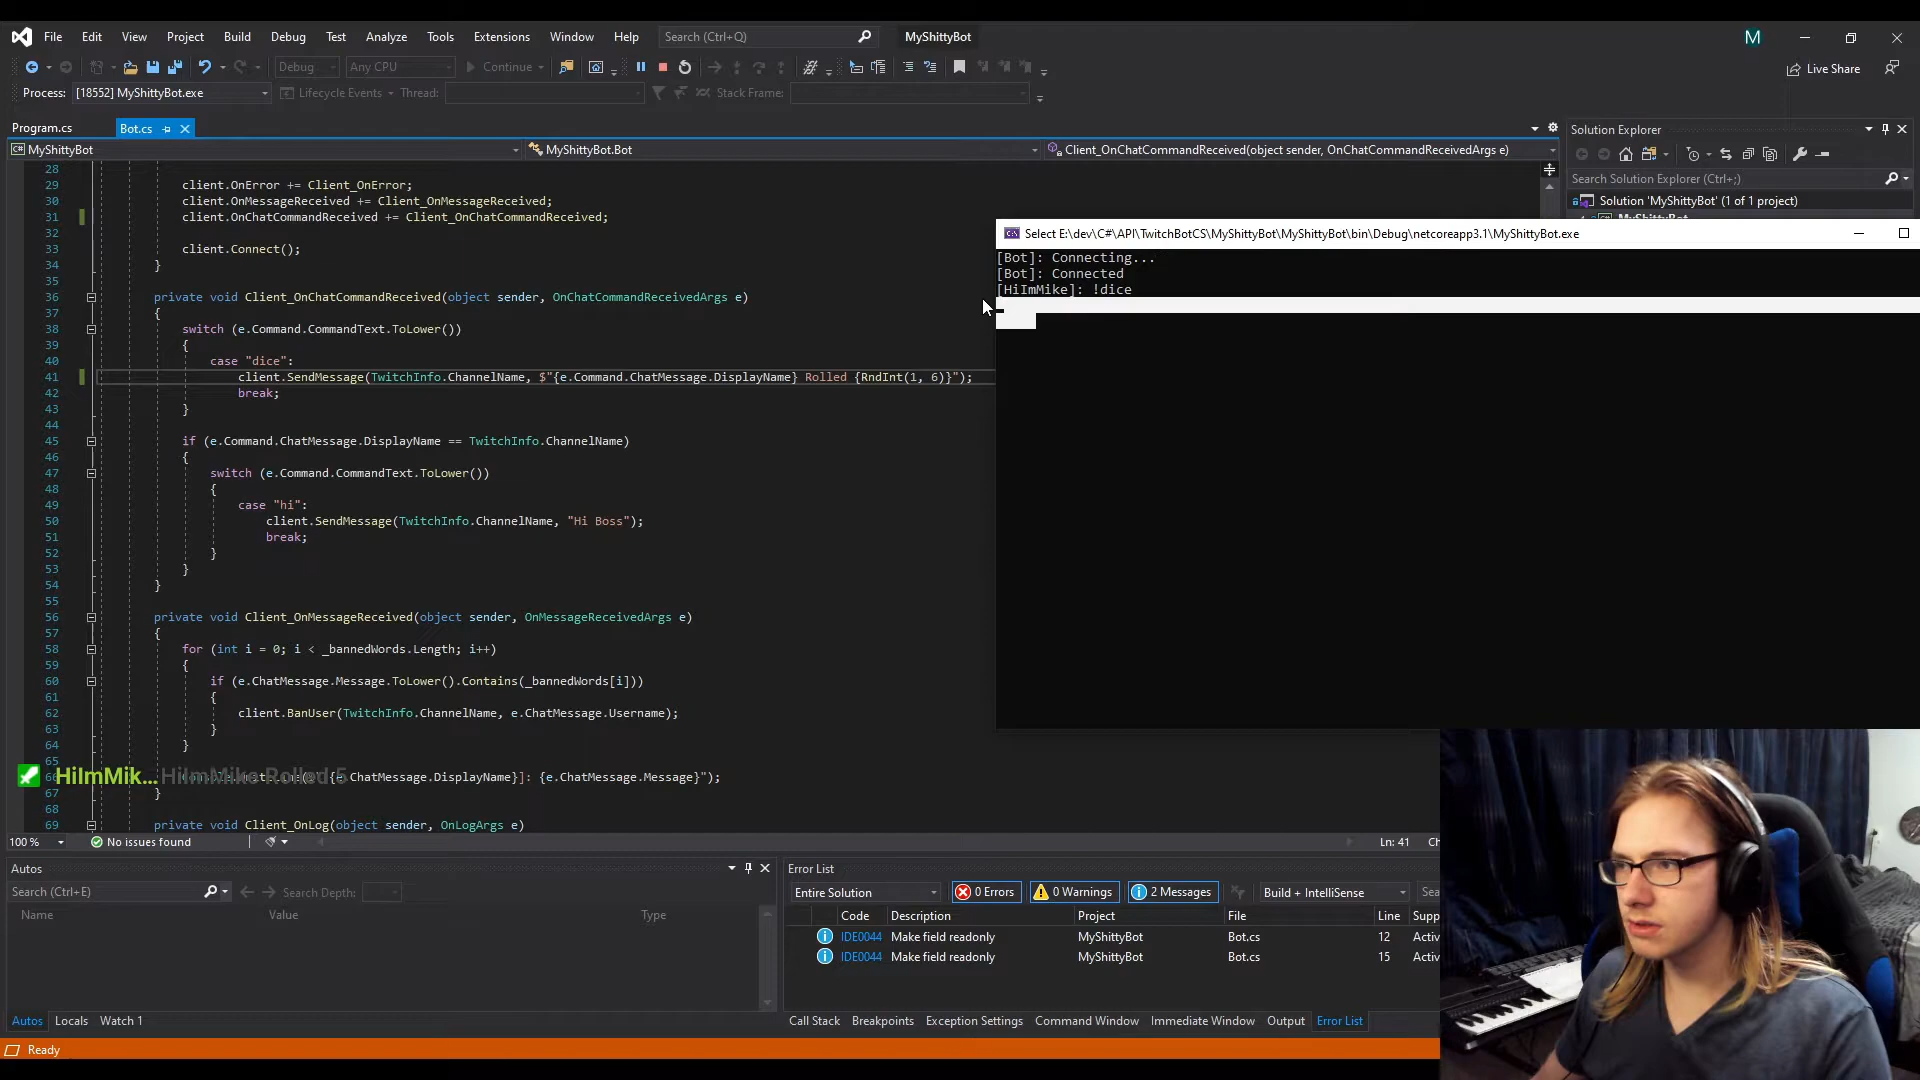 File Edit View Project Build Debug Test Analyze Tools Extensions Window Help Search (Ctrl+Q) MyShittyBot M
Debug Any CPU Continue Live Share
Process: [18552] MyShittyBot.exe Lifecycle Events Thread: Stack Frame:
Program.cs Bot.cs
MyShittyBot MyShittyBot.Bot Client_OnChatCommandReceived(object sender, OnChatCommandReceivedArgs e)
28
29 client.OnError += Client_OnError;
30 client.OnMessageReceived += Client_OnMessageReceived;
31 client.OnChatCommandReceived += Client_OnChatCommandReceived;
32
33 client.Connect();
34 }
35
36 private void Client_OnChatCommandReceived(object sender, OnChatCommandReceivedArgs e)
37 {
38 switch (e.Command.CommandText.ToLower())
39 {
40 case "dice":
41 client.SendMessage(TwitchInfo.ChannelName, $"{e.Command.ChatMessage.DisplayName} Rolled {RndInt(1, 6)}");
42 break;
43 }
44
45 if (e.Command.ChatMessage.DisplayName == TwitchInfo.ChannelName)
46 {
47 switch (e.Command.CommandText.ToLower())
48 {
49 case "hi":
50 client.SendMessage(TwitchInfo.ChannelName, "Hi Boss");
51 break;
52 }
53 }
54 }
55
56 private void Client_OnMessageReceived(object sender, OnMessageReceivedArgs e)
57 {
58 for (int i = 0; i < _bannedWords.Length; i++)
59 {
60 if (e.ChatMessage.Message.ToLower().Contains(_bannedWords[i]))
61 {
62 client.BanUser(TwitchInfo.ChannelName, e.ChatMessage.Username);
63 }
64 }
65
66 {e.ChatMessage.DisplayName}]: {e.ChatMessage.Message}");
HiImMik... HiImMike Rolled 5
67 }
68
69 private void Client_OnLog(object sender, OnLogArgs e)
100 % No issues found Ln: 41
Solution Explorer
Search Solution Explorer (Ctrl+;)
Solution 'MyShittyBot' (1 of 1 project)
MyShittyBot
Select E:\dev\C#\API\TwitchBotCS\MyShittyBot\MyShittyBot\bin\Debug\netcoreapp3.1\MyShittyBot.exe
[Bot]: Connecting...
[Bot]: Connected
[HiImMike]: !dice
Autos
Search (Ctrl+E) Search Depth:
Name Value Type
Autos Locals Watch 1
Error List
Entire Solution 0 Errors 0 Warnings 2 Messages Build + IntelliSense
Code Description Project File Line
IDE0044 Make field readonly MyShittyBot Bot.cs 12
IDE0044 Make field readonly MyShittyBot Bot.cs 15
Call Stack Breakpoints Exception Settings Command Window Immediate Window Output Error List
Ready